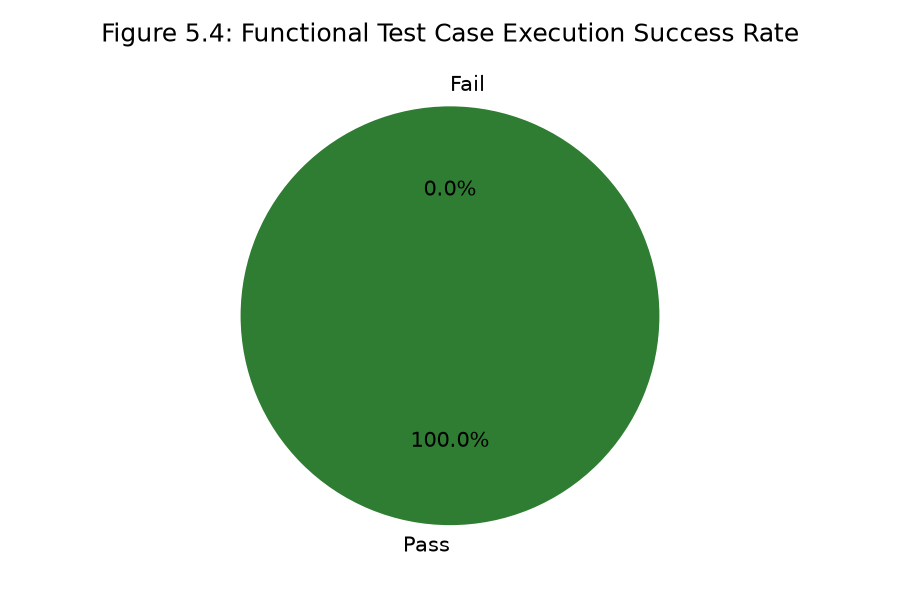 Figure 5.4: Functional Test Case Execution Success Rate
Fail
0.0%
100.0%
Pass